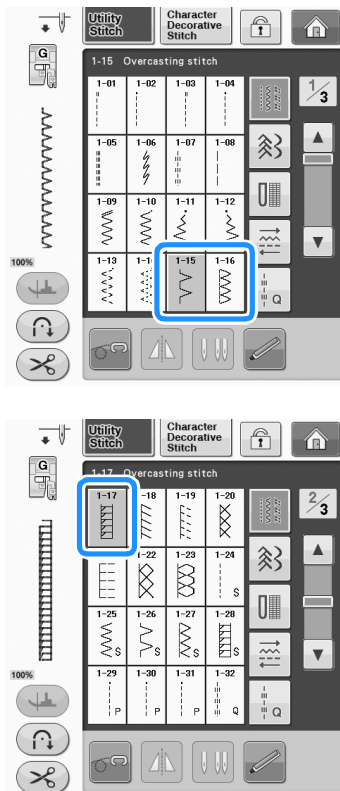 Utility
Stitch
Character
Decorative
Stitch
G
1-15 Overcasting stitch
1-01 1-02 1-03 1-04
1/3
1-05 1-06 1-07 1-08
1-09 1-10 1-11 1-12
100%
1-13 1-15 1-16
Q
Utility
Stitch
Character
Decorative
Stitch
G
1-17 Overcasting stitch
1-17 -18 1-19 1-20
2/3
-22 1-23 1-24
S
1-25 1-26 1-27 1-28
S S S S
100%
1-29 1-30 1-31 1-32
P P P Q Q